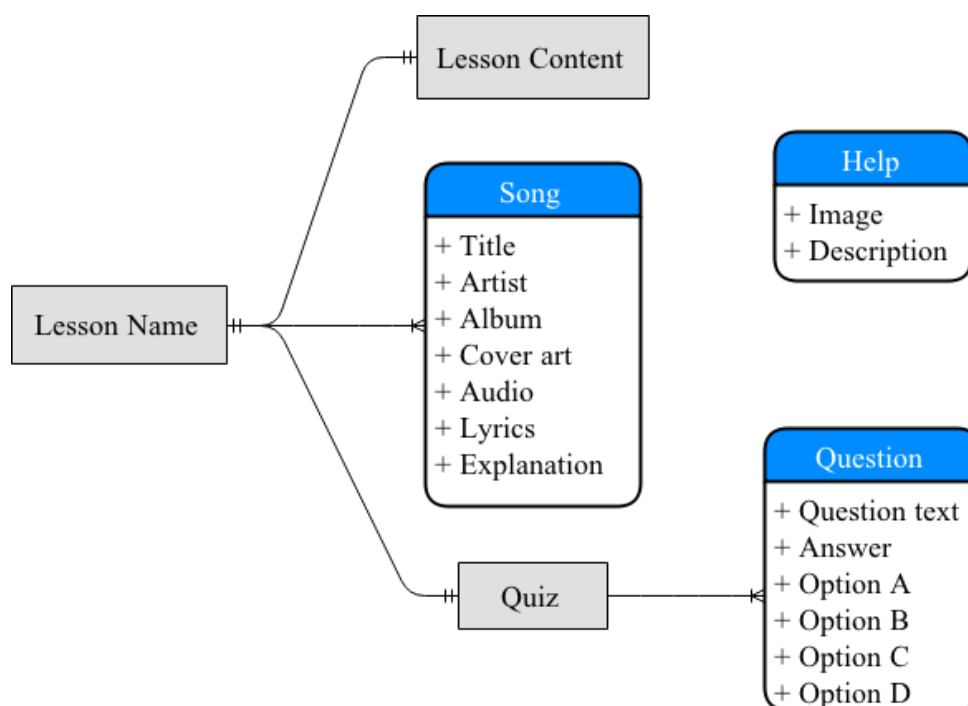 Lesson Content
Song
+ Title
+ Artist
+ Album
+ Cover art
+ Audio
+ Lyrics
+ Explanation
Help
+ Image
+ Description
Lesson Name
Quiz
Question
+ Question text
+ Answer
+ Option A
+ Option B
+ Option C
+ Option D